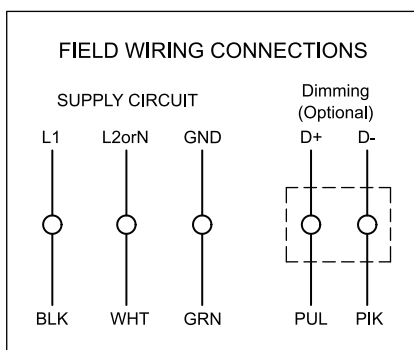 FIELD WIRING CONNECTIONS
SUPPLY CIRCUIT
Dimming
(Optional)
L1 L2orN GND D+ D-
BLK WHT GRN PUL PIK